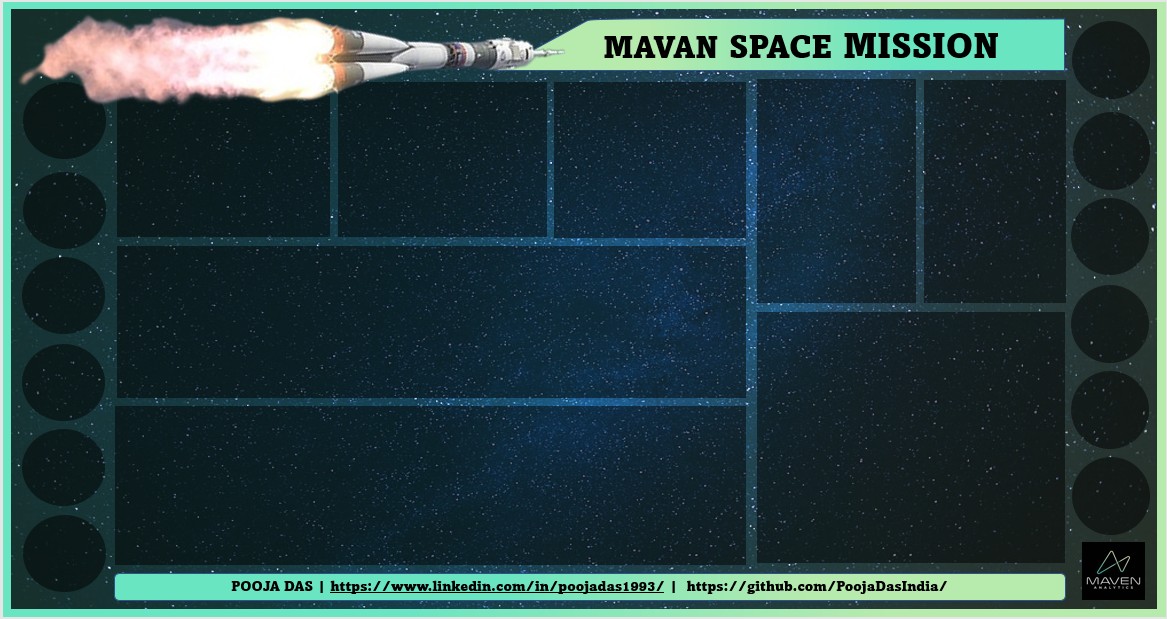 MAVAN SPACE MISSION
POOJA DAS | https://www.linkedin.com/in/poojadas1993/ | https://github.com/PoojaDasIndia/
MAVEN
ANALYTICS